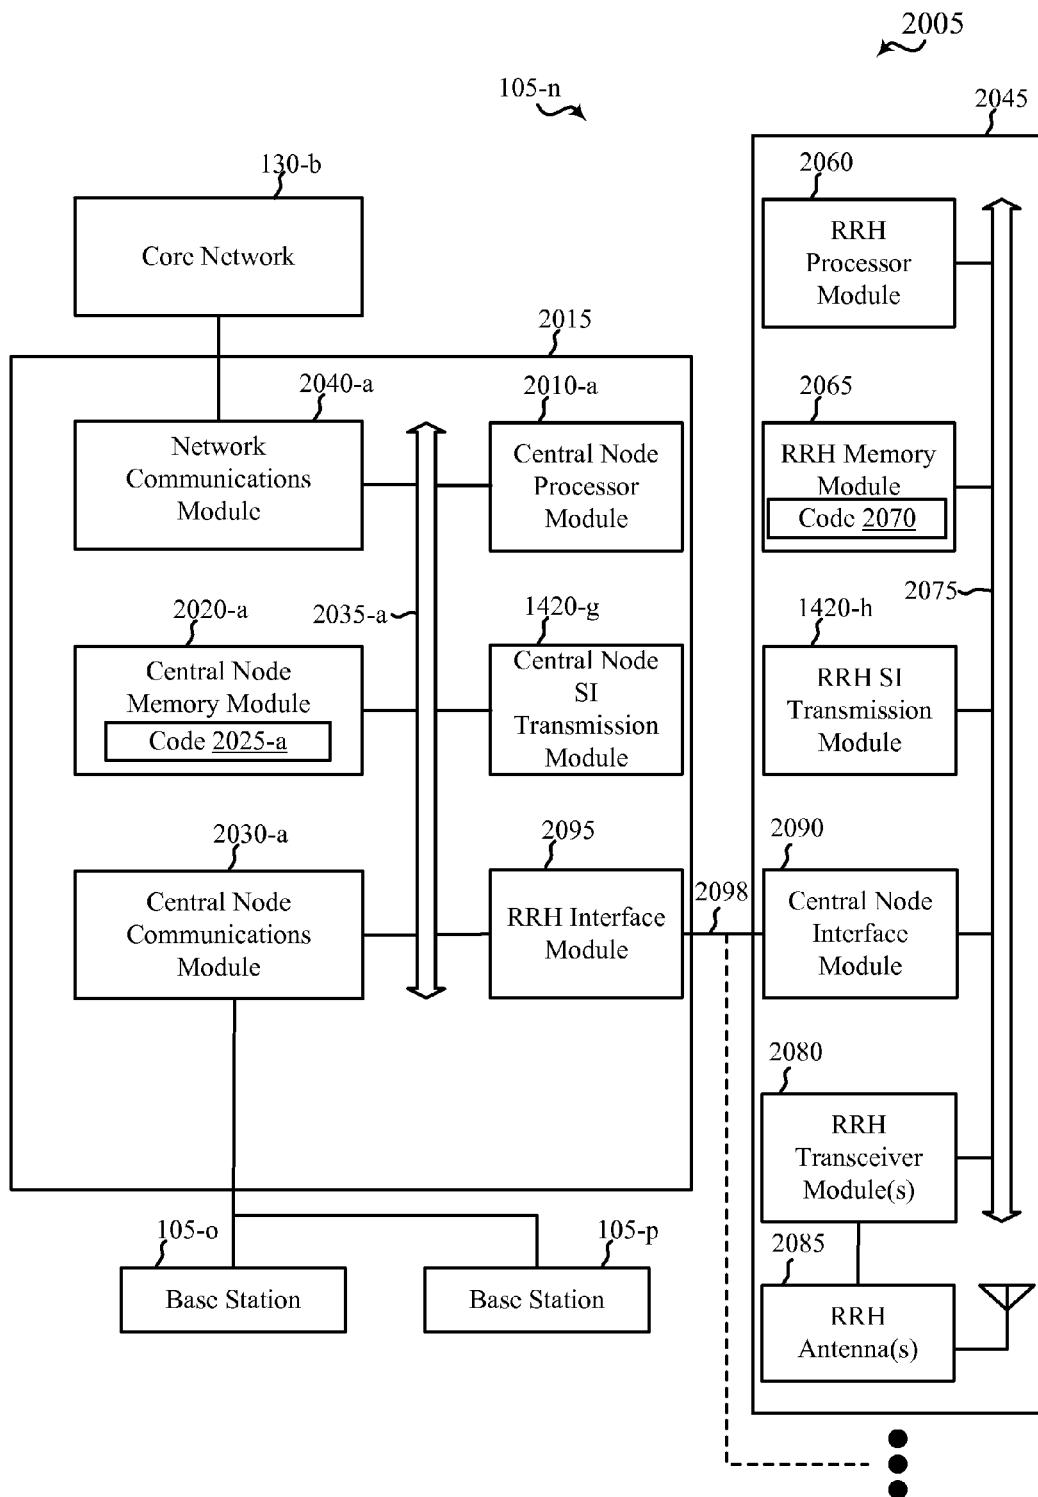 2005
105-n
2045
130-b
Core Network
2060
RRH
Processor
Module
2015
2040-a
Network
Communications
Module
2010-a
Central Node
Processor
Module
2065
RRH Memory
Module
Code 2070
2035-a
2075
2020-a
Central Node
Memory Module
Code 2025-a
1420-g
Central Node
SI
Transmission
Module
1420-h
RRH SI
Transmission
Module
2030-a
Central Node
Communications
Module
2095
RRH Interface
Module
2098
2090
Central Node
Interface
Module
2080
RRH
Transceiver
Module(s)
105-o
Base Station
105-p
Base Station
2085
RRH
Antenna(s)